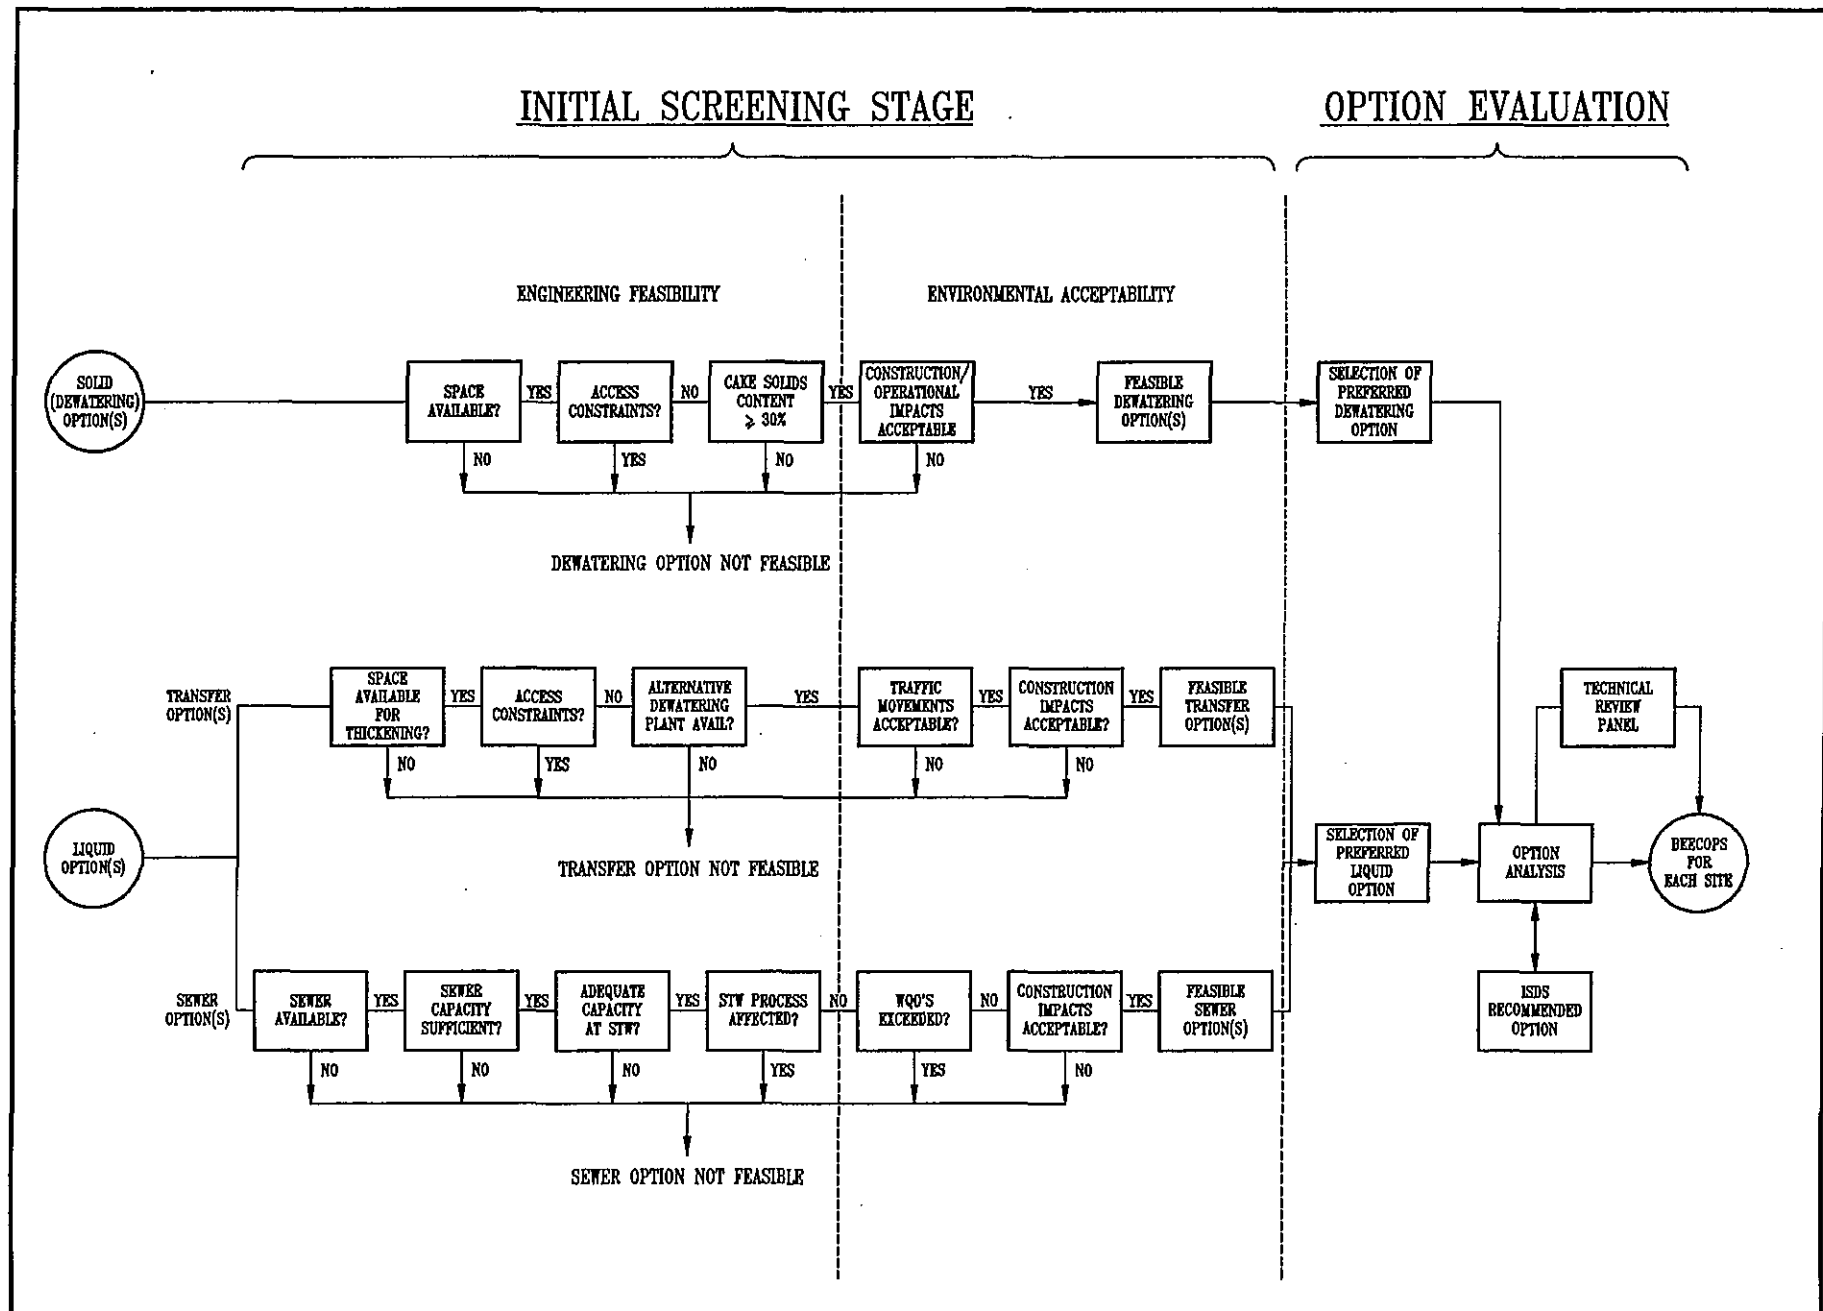 INITIAL SCREENING STAGE
OPTION EVALUATION
ENGINEERING FEASIBILITY
ENVIRONMENTAL ACCEPTABILITY
SOLID
(DEWATERING)
OPTION(S)
SPACE
AVAILABLE?
YES
ACCESS
CONSTRAINTS?
NO
CAKE SOLIDS
CONTENT
⩾ 30%
YES
CONSTRUCTION/
OPERATIONAL
IMPACTS
ACCEPTABLE
YES
FEASIBLE
DEWATERING
OPTION(S)
SELECTION OF
PREFERRED
DEWATERING
OPTION
NO
YES
NO
NO
DEWATERING OPTION NOT FEASIBLE
TRANSFER
OPTION(S)
SPACE
AVAILABLE
FOR
THICKENING?
YES
ACCESS
CONSTRAINTS?
NO
ALTERNATIVE
DEWATERING
PLANT AVAIL?
YES
TRAFFIC
MOVEMENTS
ACCEPTABLE?
YES
CONSTRUCTION
IMPACTS
ACCEPTABLE?
YES
FEASIBLE
TRANSFER
OPTION(S)
TECHNICAL
REVIEW
PANEL
NO
YES
NO
NO
NO
LIQUID
OPTION(S)
TRANSFER OPTION NOT FEASIBLE
SELECTION OF
PREFERRED
LIQUID
OPTION
OPTION
ANALYSIS
BEECOPS
FOR
EACH SITE
SEWER
OPTION(S)
SEWER
AVAILABLE?
YES
SEWER
CAPACITY
SUFFICIENT?
YES
ADEQUATE
CAPACITY
AT STW?
YES
STW PROCESS
AFFECTED?
NO
WQO'S
EXCEEDED?
NO
CONSTRUCTION
IMPACTS
ACCEPTABLE?
YES
FEASIBLE
SEWER
OPTION(S)
ISDS
RECOMMENDED
OPTION
NO
NO
NO
YES
YES
NO
SEWER OPTION NOT FEASIBLE